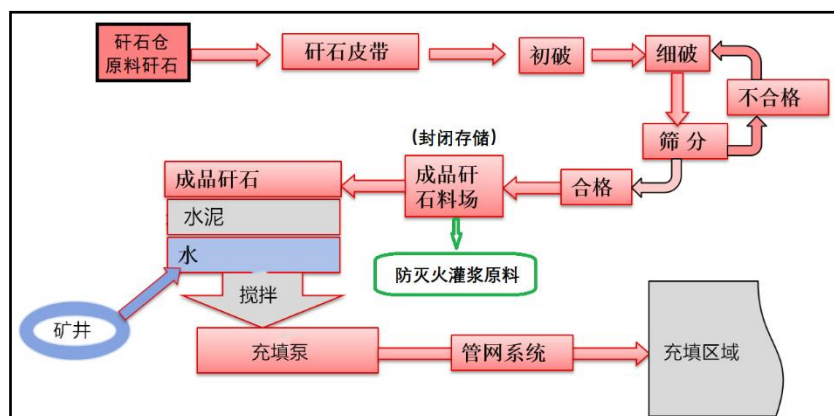 矸石仓
原料矸石
矸石皮带
初破
细破
不合格
筛分
(封闭存储)
成品矸
石料场
合格
成品矸石
水泥
水
防灭火灌浆原料
搅拌
矿井
充填泵
管网系统
充填区域